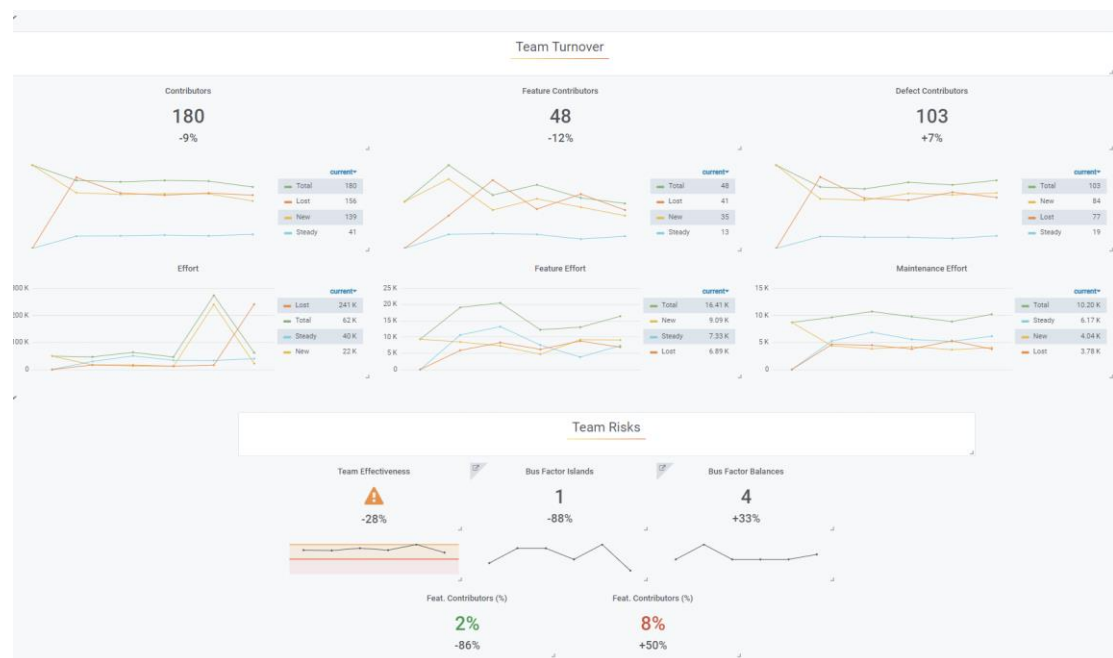 Team Turnover
Contributors
180
-9%
Feature Contributors
48
-12%
Defect Contributors
103
+7%
current
Total 180
Lost 156
New 139
Steady 41
current
Total 48
Lost 41
New 35
Steady 13
current
Total 103
New 84
Lost 77
Steady 19
Effort
00 K
200 K
100 K
0
current
Lost 241 K
Total 62 K
Steady 40 K
New 22 K
Feature Effort
25 K
20 K
15 K
10 K
5 K
0
current
Total 16.41 K
New 9.09 K
Steady 7.33 K
Lost 6.89 K
Maintenance Effort
15 K
10 K
5 K
0
current
Total 10.20 K
Steady 6.17 K
New 4.04 K
Lost 3.78 K
Team Risks
Team Effectiveness
-28%
Bus Factor Islands
1
-88%
Bus Factor Balances
4
+33%
Feat. Contributors (%)
2%
-86%
Feat. Contributors (%)
8%
+50%